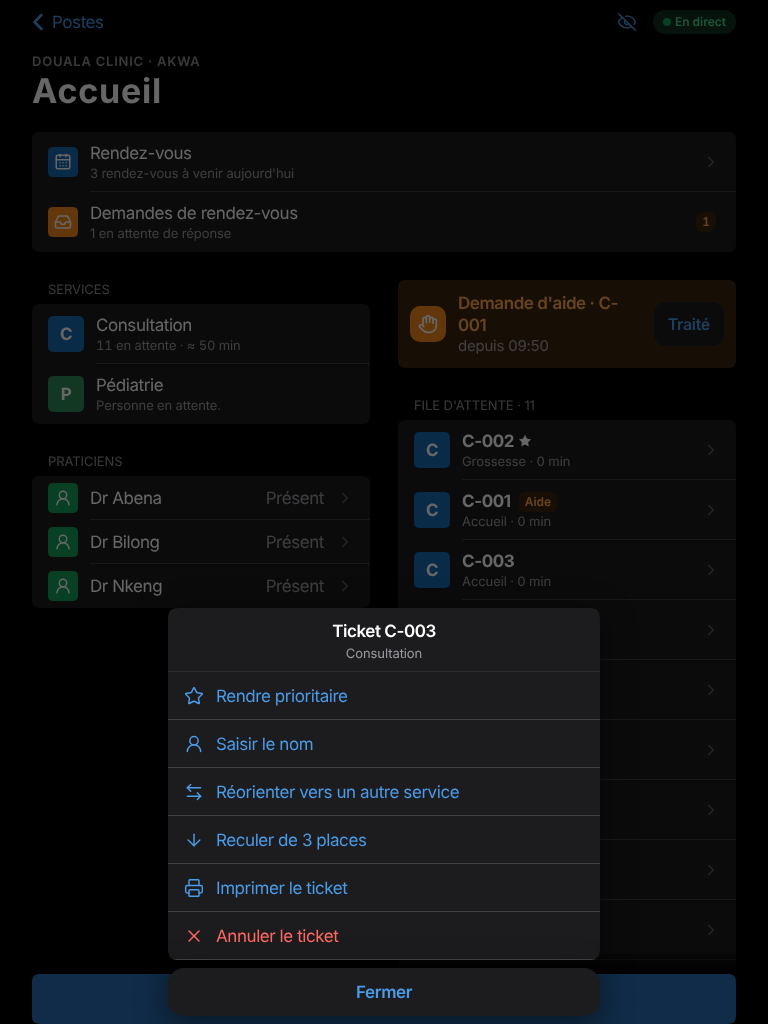 Postes
En direct
DOUALA CLINIC · AKWA
Accueil
Rendez-vous
3 rendez-vous à venir aujourd'hui
Demandes de rendez-vous
1 en attente de réponse
1
SERVICES
C
Consultation
11 en attente · ≈ 50 min
P
Pédiatrie
Personne en attente.
PRATICIENS
Dr Abena
Présent
Dr Bilong
Présent
Dr Nkeng
Présent
Demande d'aide · C-
001
depuis 09:50
Traité
FILE D'ATTENTE · 11
C
C-002
Grossesse · 0 min
C
C-001
Aide
Accueil · 0 min
C
C-003
Accueil · 0 min
Ticket C-003
Consultation
Rendre prioritaire
Saisir le nom
Réorienter vers un autre service
Reculer de 3 places
Imprimer le ticket
Annuler le ticket
Fermer